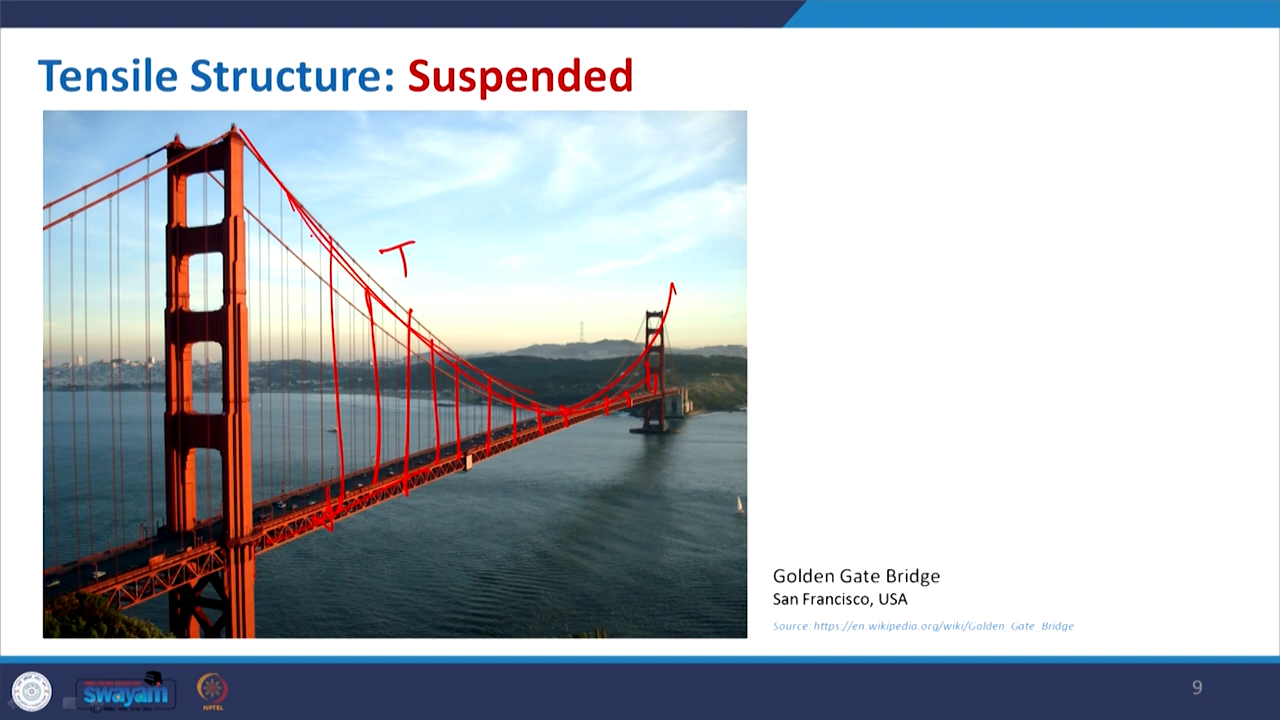 Tensile Structure: Suspended
T
Golden Gate Bridge
San Francisco, USA
Source: https://en.wikipedia.org/wiki/Golden_Gate_Bridge
swayam
NPTEL
9